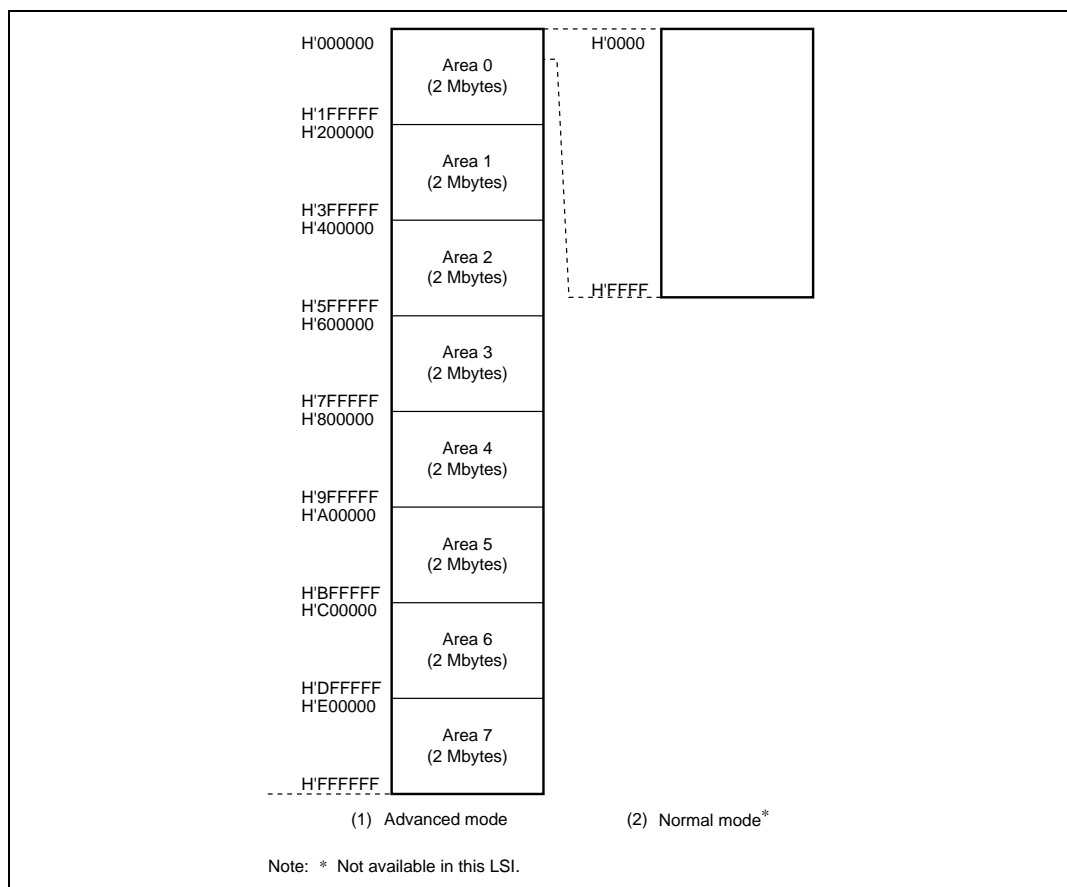 H'000000
H'0000
Area 0
(2 Mbytes)
H'1FFFFF
H'200000
Area 1
(2 Mbytes)
H'3FFFFF
H'400000
Area 2
(2 Mbytes)
H'FFFF
H'5FFFFF
H'600000
Area 3
(2 Mbytes)
H'7FFFFF
H'800000
Area 4
(2 Mbytes)
H'9FFFFF
H'A00000
Area 5
(2 Mbytes)
H'BFFFFF
H'C00000
Area 6
(2 Mbytes)
H'DFFFFF
H'E00000
Area 7
(2 Mbytes)
H'FFFFFF
(1) Advanced mode
(2) Normal mode*
Note: * Not available in this LSI.